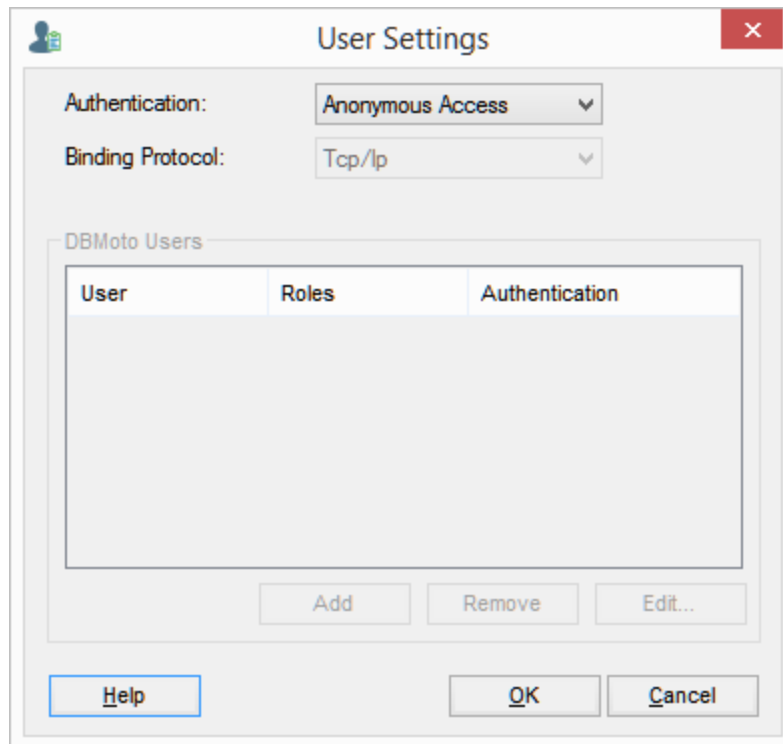 User Settings
Authentication: Anonymous Access
Binding Protocol: Tcp/Ip
DBMoto Users
User Roles Authentication
Add Remove Edit...
Help OK Cancel